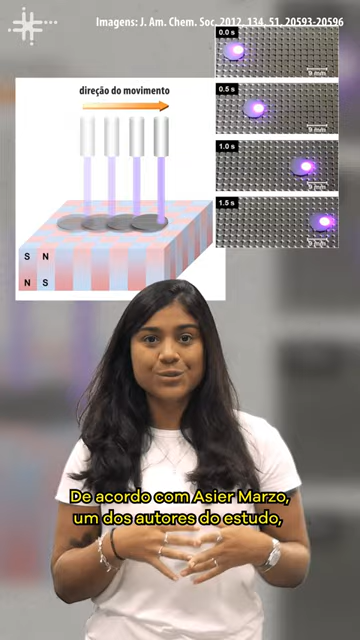 Imagens: J. Am. Chem. Soc. 2012, 134, 51, 20593-20596
direção do movimento
S N
N S
0.0 s
9 mm
0.5 s
9 mm
1.0 s
9 mm
1.5 s
9 mm
De acordo com Asier Marzo,
um dos autores do estudo,